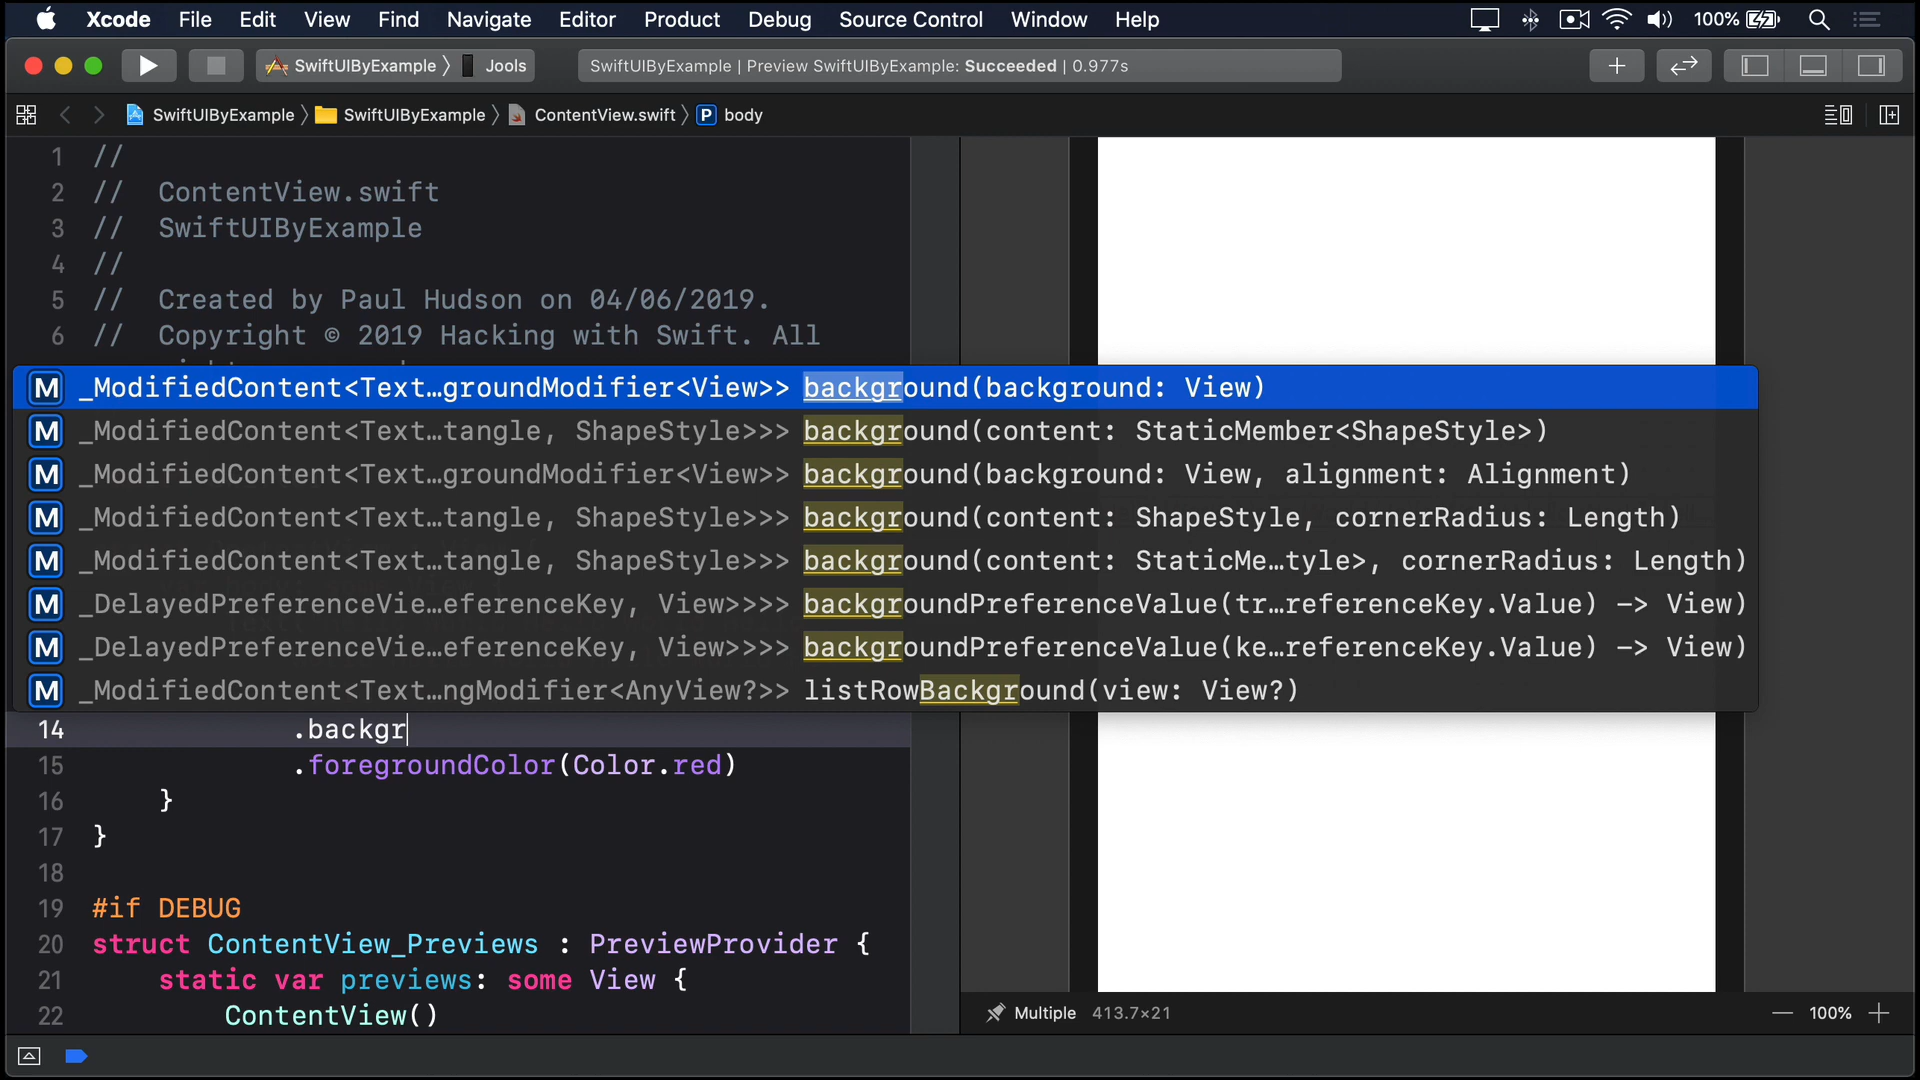 Xcode File Edit View Find Navigate Editor Product Debug Source Control Window Help 100%
SwiftUIByExample 〉 Jools
SwiftUIByExample | Preview SwiftUIByExample: Succeeded | 0.977s
SwiftUIByExample 〉 SwiftUIByExample 〉 ContentView.swift 〉 P body
1 //
2 // ContentView.swift
3 // SwiftUIByExample
4 //
5 // Created by Paul Hudson on 04/06/2019.
6 // Copyright © 2019 Hacking with Swift. All
M _ModifiedContent<Text…groundModifier<View>> background(background: View)
M _ModifiedContent<Text…tangle, ShapeStyle>>> background(content: StaticMember<ShapeStyle>)
M _ModifiedContent<Text…groundModifier<View>> background(background: View, alignment: Alignment)
M _ModifiedContent<Text…tangle, ShapeStyle>>> background(content: ShapeStyle, cornerRadius: Length)
M _ModifiedContent<Text…tangle, ShapeStyle>>> background(content: StaticMe…tyle>, cornerRadius: Length)
M _DelayedPreferenceVie…eferenceKey, View>>>> backgroundPreferenceValue(tr…referenceKey.Value) -> View)
M _DelayedPreferenceVie…eferenceKey, View>>>> backgroundPreferenceValue(ke…referenceKey.Value) -> View)
M _ModifiedContent<Text…ngModifier<AnyView?>> listRowBackground(view: View?)
14 .backgr
15 .foregroundColor(Color.red)
16 }
17 }
18
19 #if DEBUG
20 struct ContentView_Previews : PreviewProvider {
21 static var previews: some View {
22 ContentView()
Multiple 413.7×21
100%